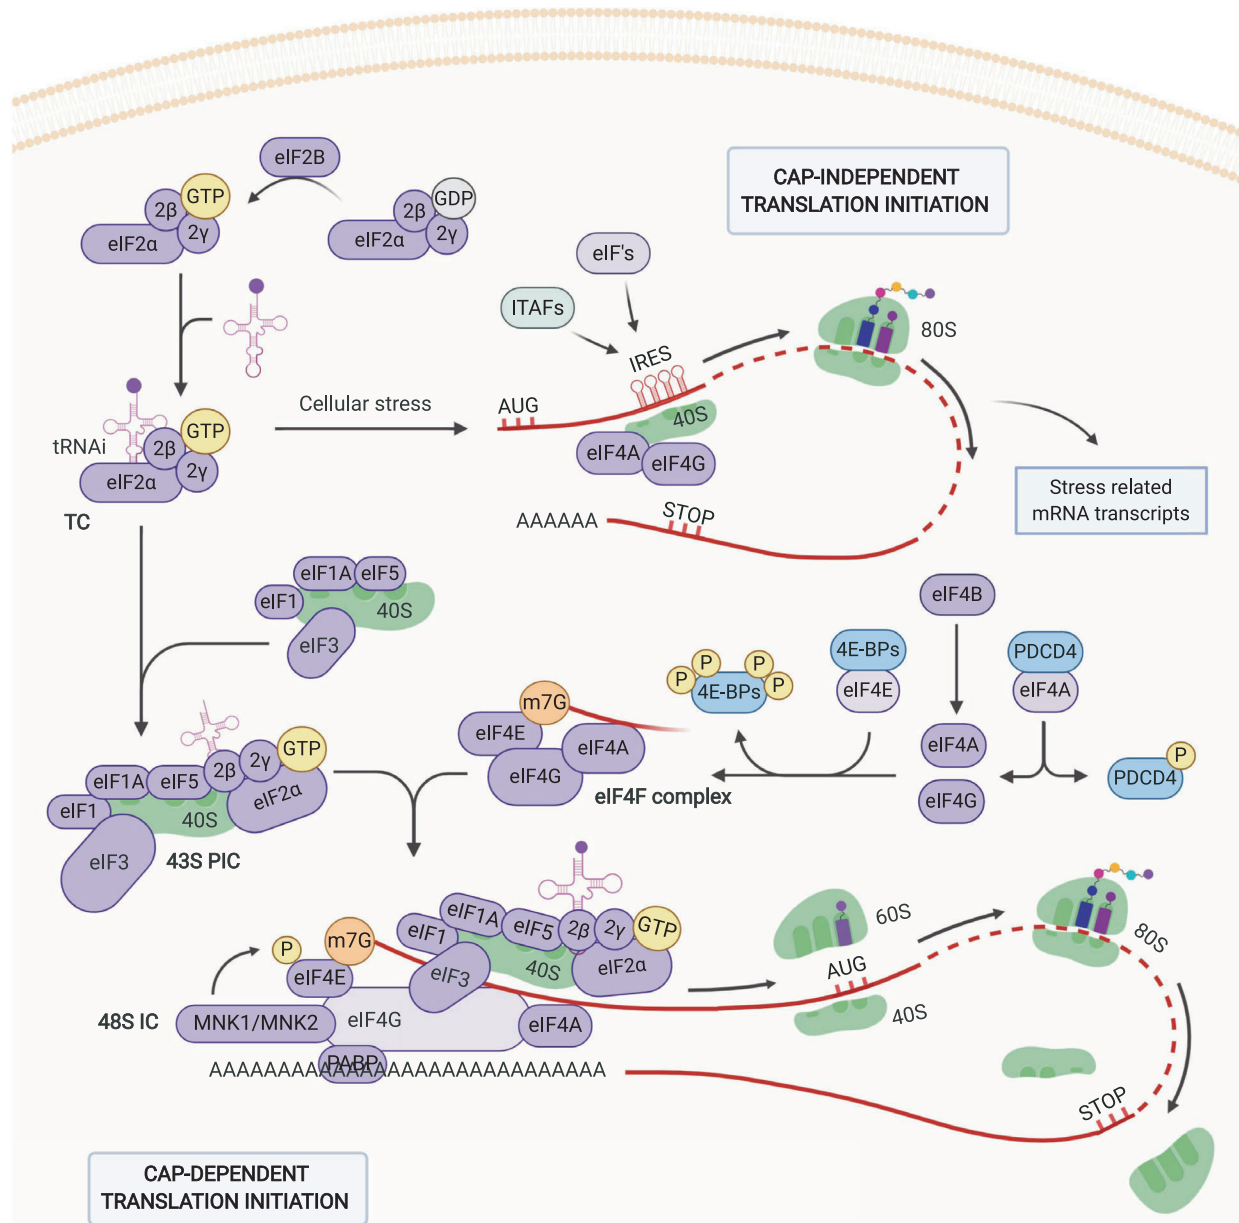 eIF2B
GTP
2β
2γ
eIF2α
GDP
2β
2γ
eIF2α
CAP-INDEPENDENT
TRANSLATION INITIATION
eIF's
ITAFs
IRES
80S
AUG
40S
eIF4A
eIF4G
Cellular stress
tRNAi
GTP
2β
2γ
eIF2α
TC
Stress related
mRNA transcripts
AAAAAA
STOP
eIF1A
eIF5
eIF1
40S
eIF3
eIF4B
4E-BPs
eIF4E
PDCD4
eIF4A
P
P
P
P
4E-BPs
m7G
eIF4E
eIF4A
eIF4G
eIF4F complex
eIF4A
eIF4G
P
PDCD4
GTP
2γ
2β
eIF1A
eIF5
eIF2α
eIF1
40S
eIF3
43S PIC
eIF1A
eIF5
2β
2γ
GTP
eIF1
m7G
P
eIF4E
eIF3
40S
eIF2α
48S IC
MNK1/MNK2
eIF4G
eIF4A
PABP
AAAAAAAAAAAAAAAAAAAAAAAAAAAAA
60S
AUG
40S
80S
STOP
CAP-DEPENDENT
TRANSLATION INITIATION